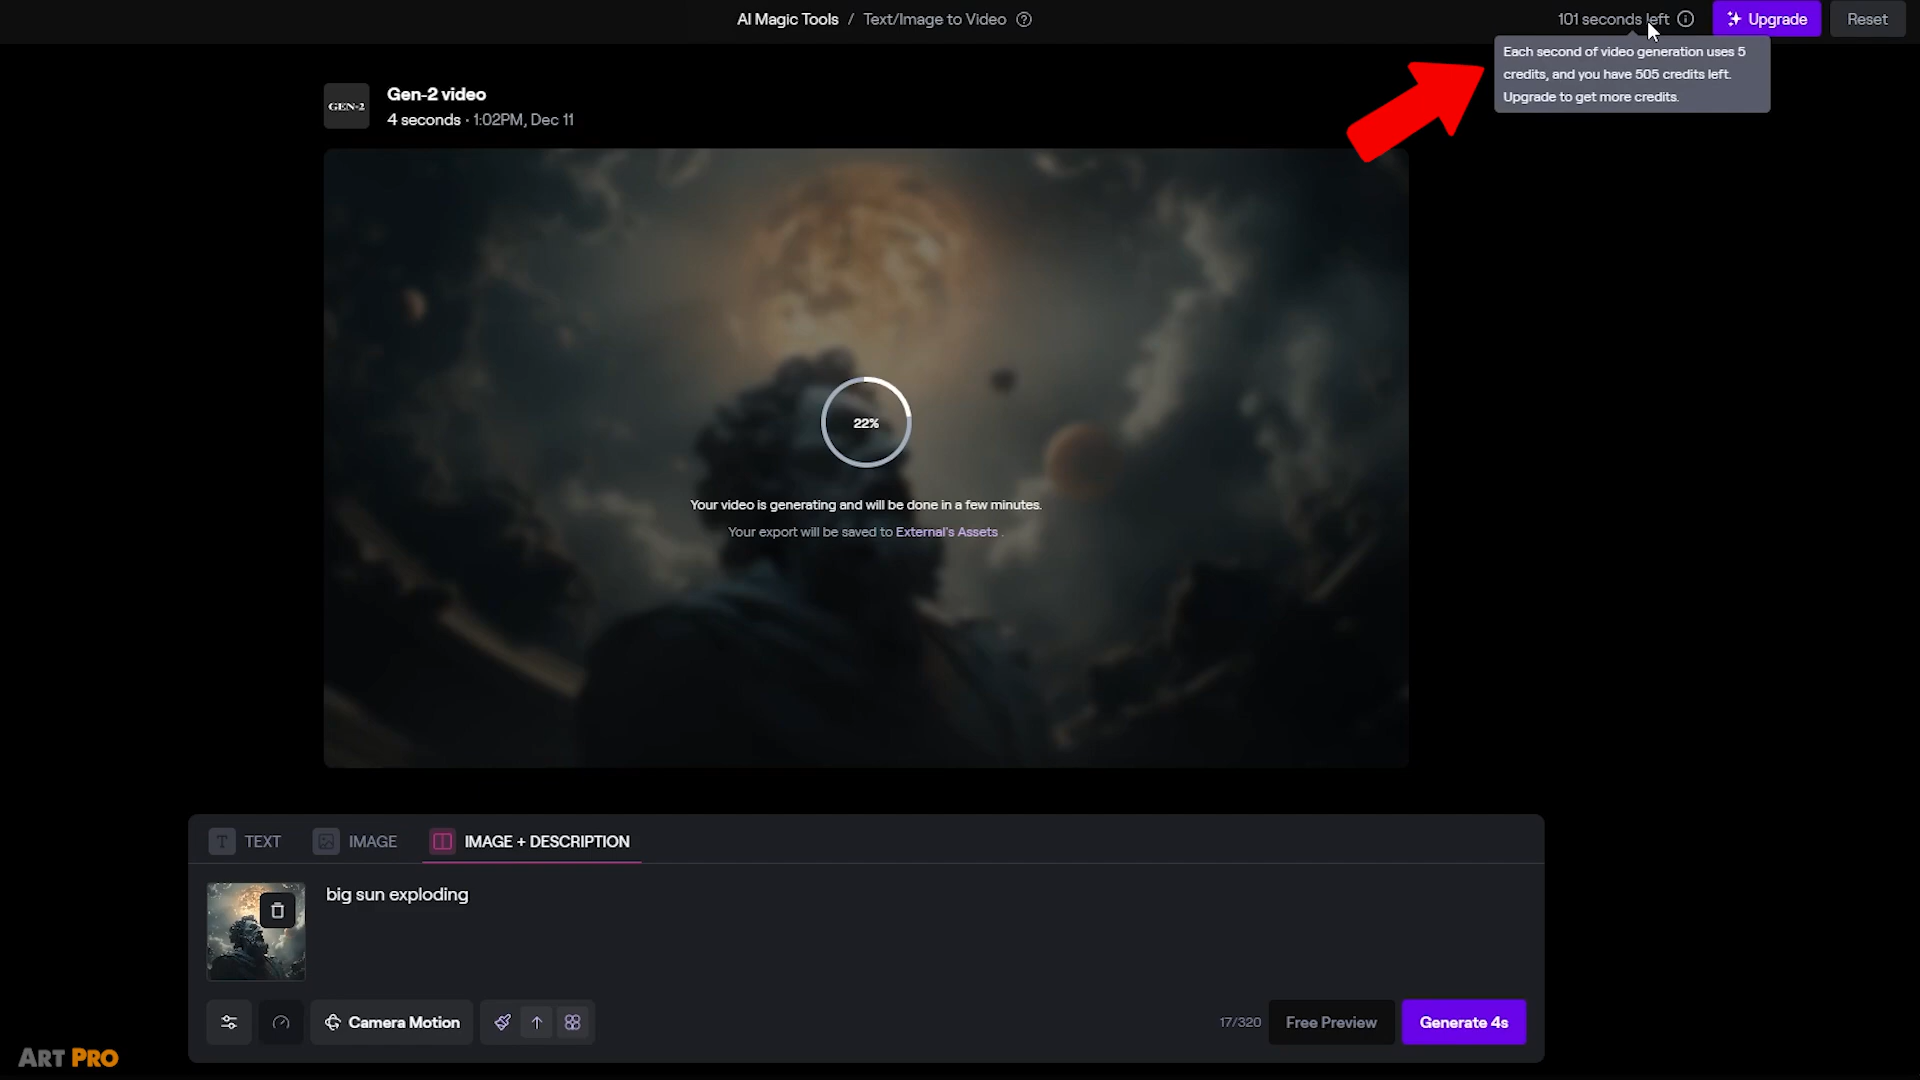 AI Magic Tools / Text/Image to Video
101 seconds left
Upgrade
Reset
Each second of video generation uses 5
credits, and you have 505 credits left.
Upgrade to get more credits.
GEN-2
Gen-2 video
4 seconds · 1:02PM, Dec 11
22%
Your video is generating and will be done in a few minutes.
Your export will be saved to External's Assets .
TEXT
IMAGE
IMAGE + DESCRIPTION
big sun exploding
Camera Motion
17/320
Free Preview
Generate 4s
ART PRO